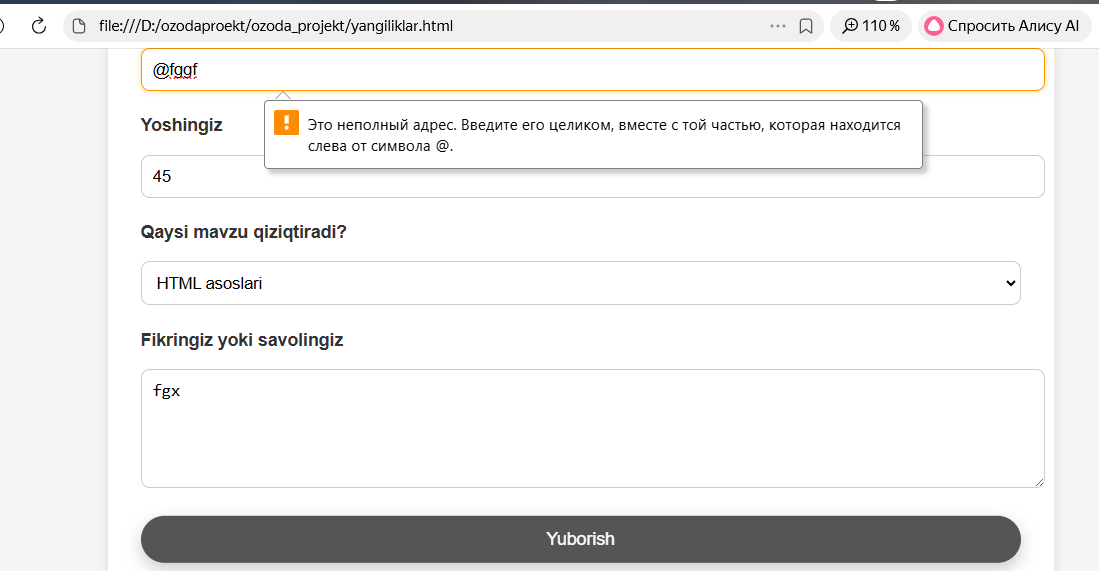 file:///D:/ozodaproekt/ozoda_projekt/yangiliklar.html
110 %
Спросить Алису AI
@fggf
Это неполный адрес. Введите его целиком, вместе с той частью, которая находится
слева от символа @.
Yoshingiz
45
Qaysi mavzu qiziqtiradi?
HTML asoslari
Fikringiz yoki savolingiz
fgx
Yuborish